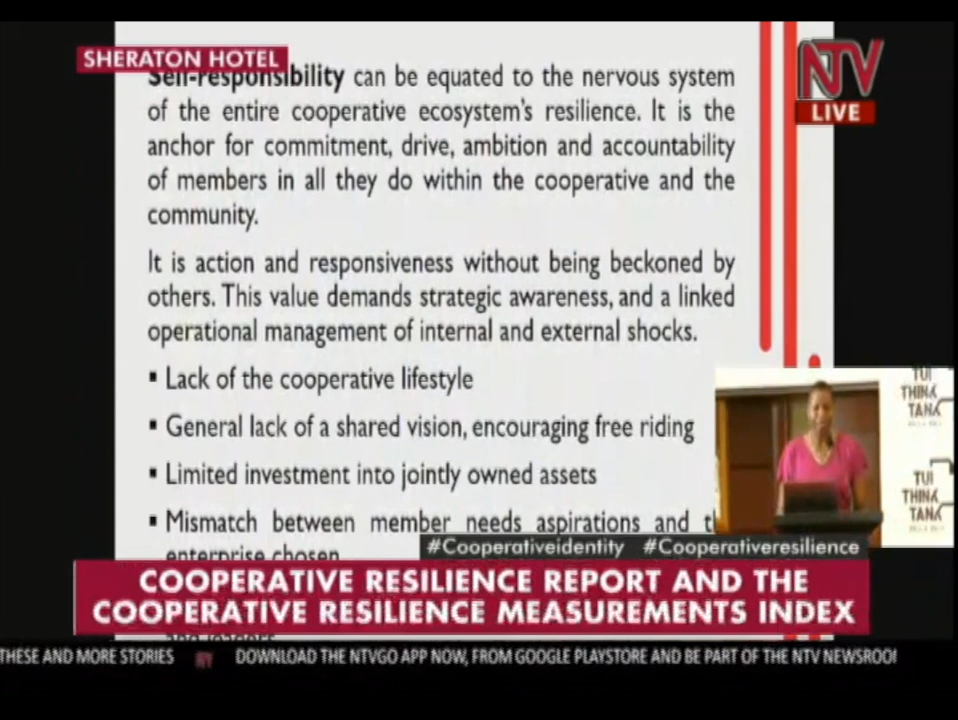 SHERATON HOTEL
NTV
LIVE
Self-responsibility can be equated to the nervous system
of the entire cooperative ecosystem's resilience. It is the
anchor for commitment, drive, ambition and accountability
of members in all they do within the cooperative and the
community.
It is action and responsiveness without being beckoned by
others. This value demands strategic awareness, and a linked
operational management of internal and external shocks.
▪ Lack of the cooperative lifestyle
▪ General lack of a shared vision, encouraging free riding
▪ Limited investment into jointly owned assets
▪ Mismatch between member needs aspirations and
enterprise chosen
TUI
THINK
TANK
TUI
THINK
TANK
#Cooperativeidentity #Cooperativeresilience
COOPERATIVE RESILIENCE REPORT AND THE
COOPERATIVE RESILIENCE MEASUREMENTS INDEX
THESE AND MORE STORIES DOWNLOAD THE NTVGO APP NOW, FROM GOOGLE PLAYSTORE AND BE PART OF THE NTV